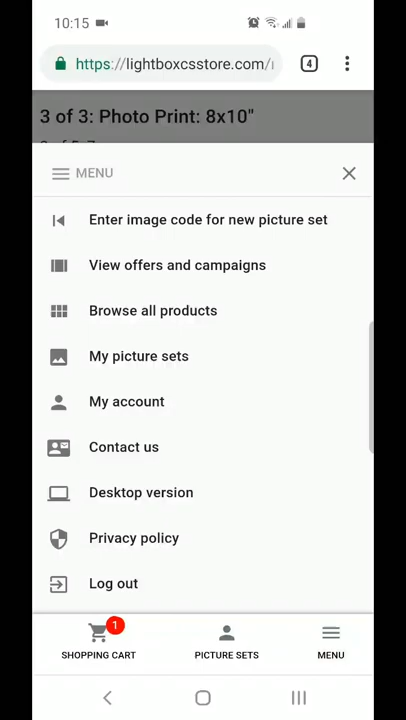 10:15
https://lightboxcsstore.com/
4
3 of 3: Photo Print: 8x10"
MENU
Enter image code for new picture set
View offers and campaigns
Browse all products
My picture sets
My account
Contact us
Desktop version
Privacy policy
Log out
1
SHOPPING CART
PICTURE SETS
MENU